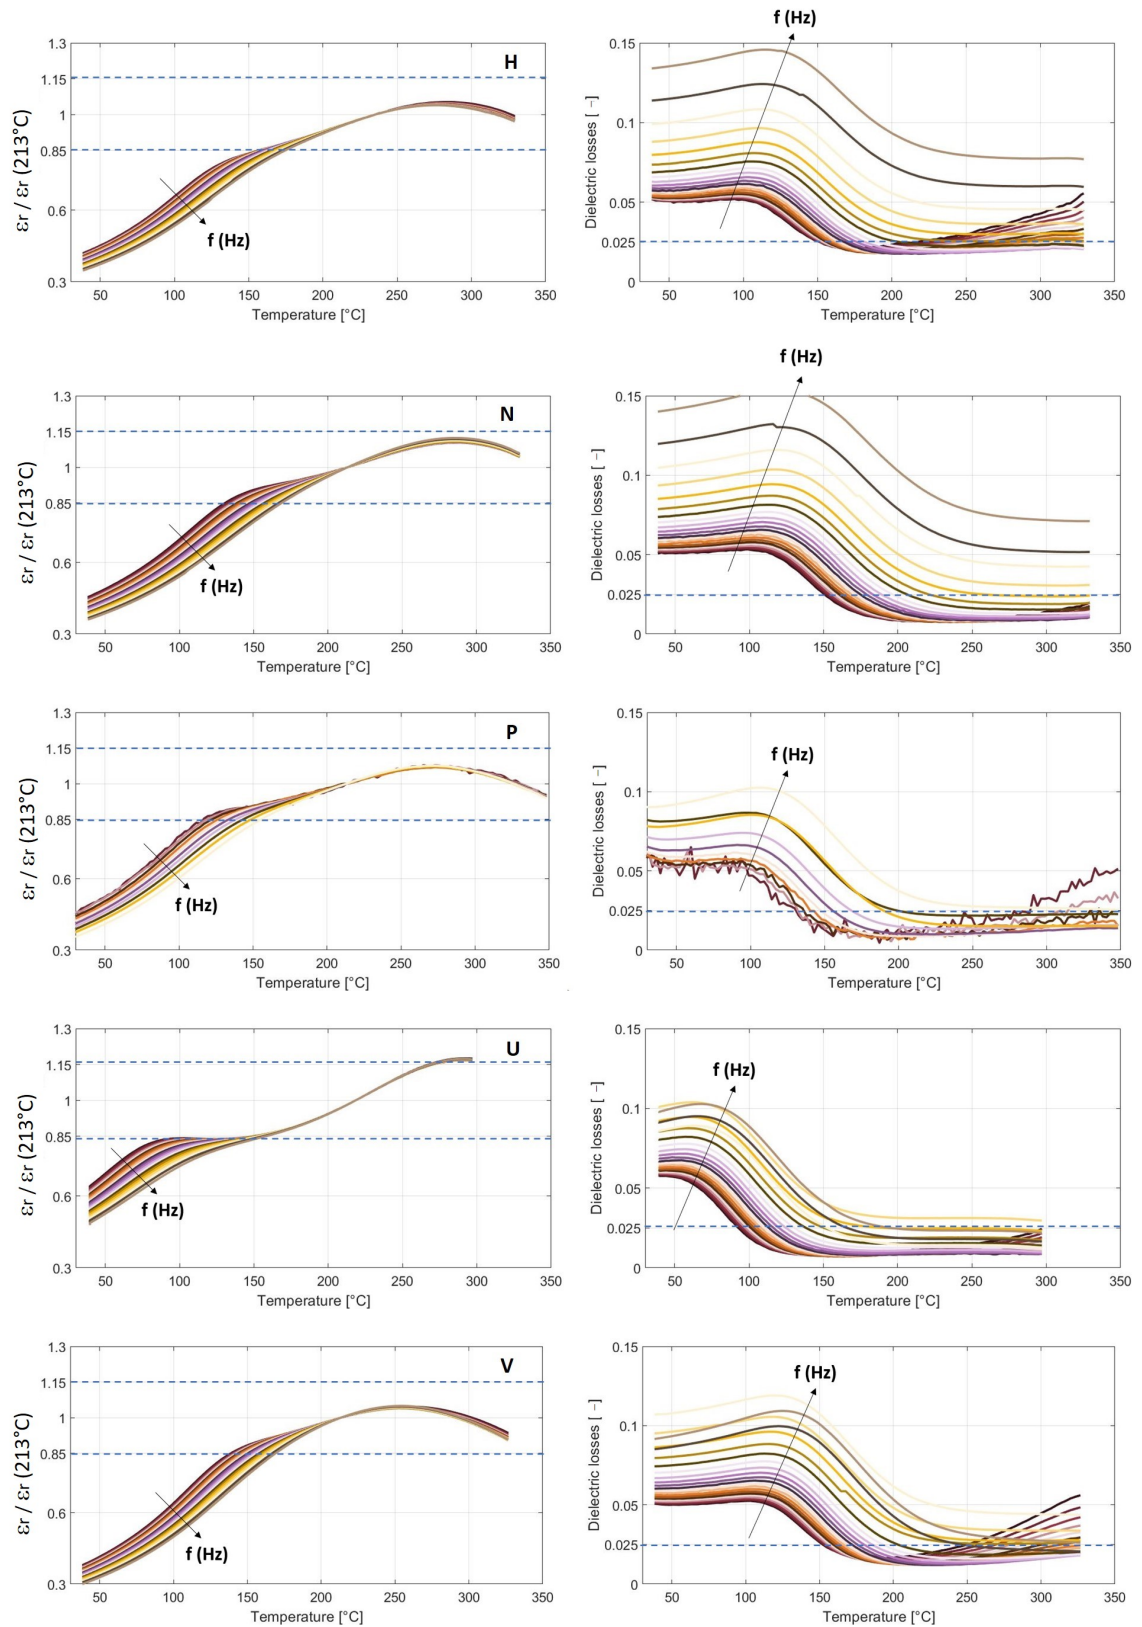 f (Hz)
H
εr / εr (213°C)
1.3
1.15
1
0.85
0.6
0.3
50 100 150 200 250 300 350
Temperature [°C]
f (Hz)
Dielectric losses [ − ]
0.15
0.1
0.05
0.025
0
50 100 150 200 250 300 350
Temperature [°C]
f (Hz)
N
εr / εr (213°C)
1.3
1.15
1
0.85
0.6
0.3
50 100 150 200 250 300 350
Temperature [°C]
f (Hz)
Dielectric losses [ − ]
0.15
0.1
0.05
0.025
0
50 100 150 200 250 300 350
Temperature [°C]
P
εr / εr (213°C)
1.3
1.15
1
0.85
0.6
0.3
f (Hz)
50 100 150 200 250 300 350
Temperature [°C]
f (Hz)
Dielectric losses [ − ]
0.15
0.1
0.05
0.025
0
50 100 150 200 250 300 350
Temperature [°C]
U
εr / εr (213°C)
1.3
1.15
1
0.85
0.6
0.3
f (Hz)
50 100 150 200 250 300 350
Temperature [°C]
f (Hz)
Dielectric losses [ − ]
0.15
0.1
0.05
0.025
0
50 100 150 200 250 300 350
Temperature [°C]
V
εr / εr (213°C)
1.3
1.15
1
0.85
0.6
0.3
f (Hz)
50 100 150 200 250 300 350
Temperature [°C]
f (Hz)
Dielectric losses [ − ]
0.15
0.1
0.05
0.025
0
50 100 150 200 250 300 350
Temperature [°C]